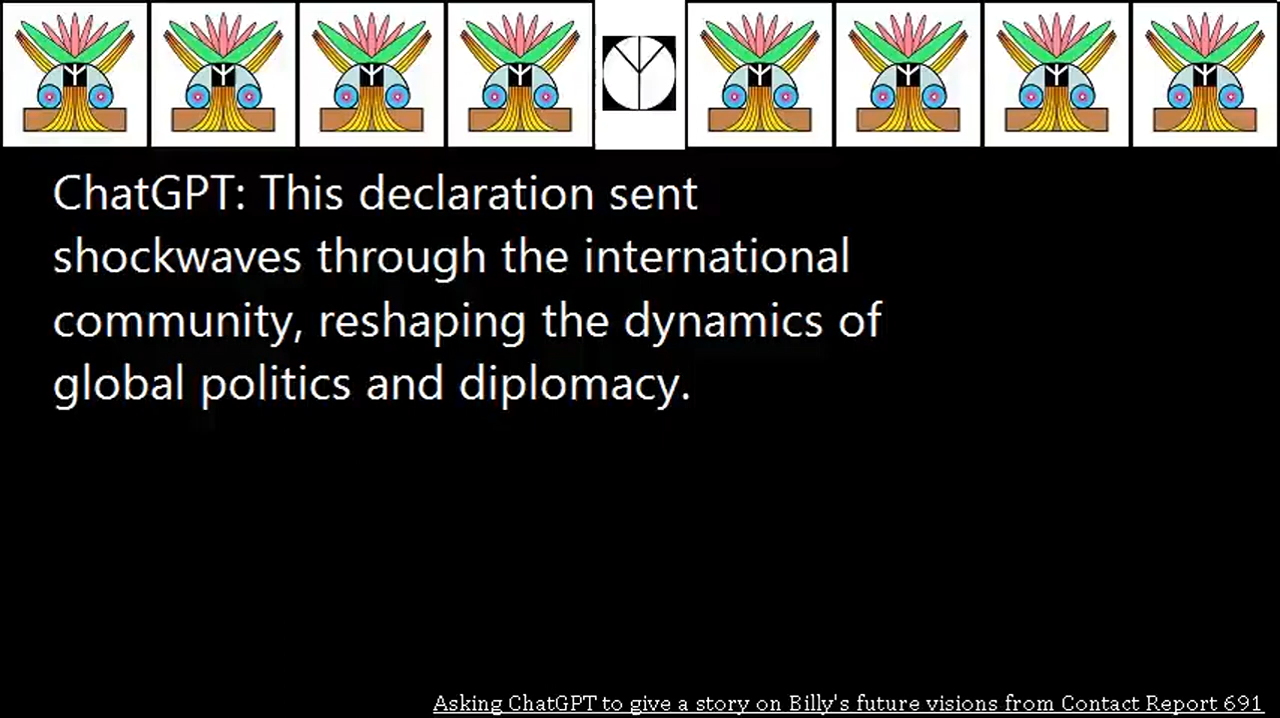 ChatGPT: This declaration sent
shockwaves through the international
community, reshaping the dynamics of
global politics and diplomacy.
Asking ChatGPT to give a story on Billy's future visions from Contact Report 691